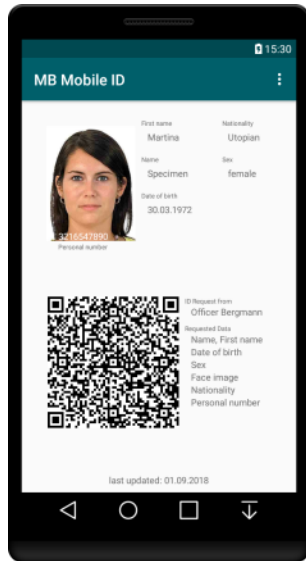 15:30
MB Mobile ID
First name
Martina
Nationality
Utopian
Name
Specimen
Sex
female
Date of birth
30.03.1972
3216547890
Personal number
ID Request from
Officer Bergmann
Requested Data
Name, First name
Date of birth
Sex
Face image
Nationality
Personal number
last updated: 01.09.2018